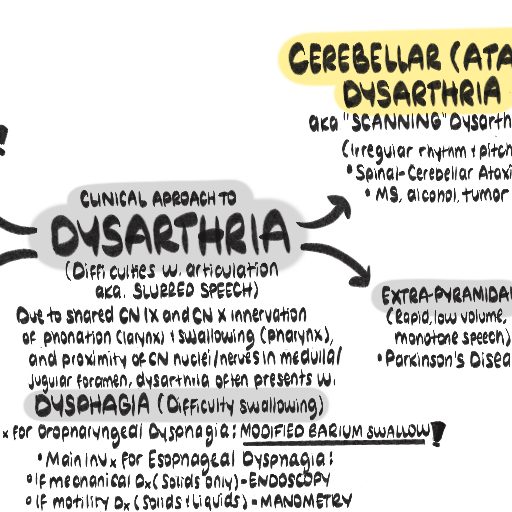 CEREBELLAR (ATA
DYSARTHRIA
aka "SCANNING" Dysarth
(irregular rhythm & pitch
• Spinal-Cerebellar Ataxi
• MS, alcohol, tumor
!
CLINICAL APPROACH TO
DYSARTHRIA
(Difficulties w. articulation
aka. SLURRED SPEECH)
Due to shared CN IX and CN X innervation
of phonation (larynx) & swallowing (pharynx),
and proximity of CN nuclei/nerves in medulla/
jugular foramen, dysarthria often presents w.
DYSPHAGIA (Difficulty swallowing)
x for Oropharyngeal Dysphagia: MODIFIED BARIUM SWALLOW!
• Main Inv x for Esophageal Dysphagia:
• If mechanical Dx (Solids only) = ENDOSCOPY
• If motility Dx (Solids & Liquids) = MANOMETRY
EXTRA-PYRAMIDA
(Rapid, low volume,
monotone speech)
• Parkinson's Disea